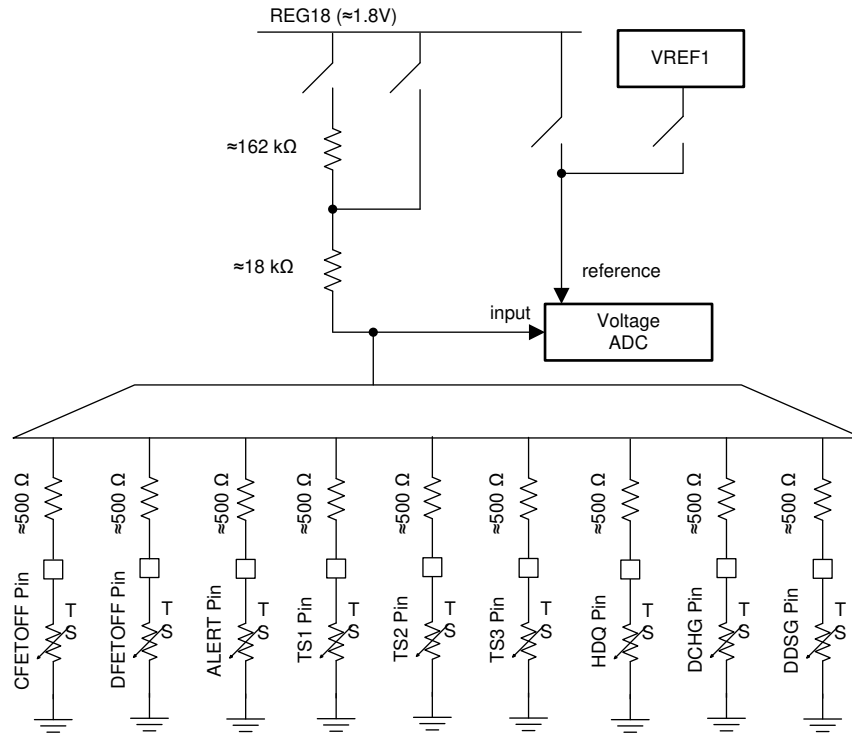 REG18 (≈1.8V)
VREF1
≈162 kΩ
≈18 kΩ
reference
input
Voltage
ADC
≈500 Ω
≈500 Ω
≈500 Ω
≈500 Ω
≈500 Ω
≈500 Ω
≈500 Ω
≈500 Ω
≈500 Ω
CFETOFF Pin
T
S
DFETOFF Pin
T
S
ALERT Pin
T
S
TS1 Pin
T
S
TS2 Pin
T
S
TS3 Pin
T
S
HDQ Pin
T
S
DCHG Pin
T
S
DDSG Pin
T
S